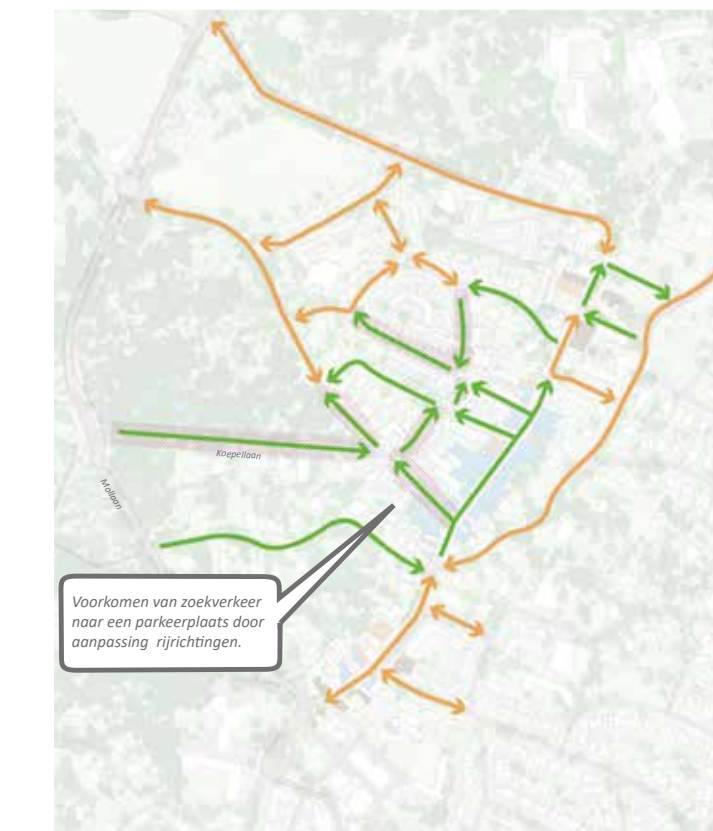 Koepellaan
Mollaan
Voorkomen van zoekverkeer
naar een parkeerplaats door
aanpassing rijrichtingen.